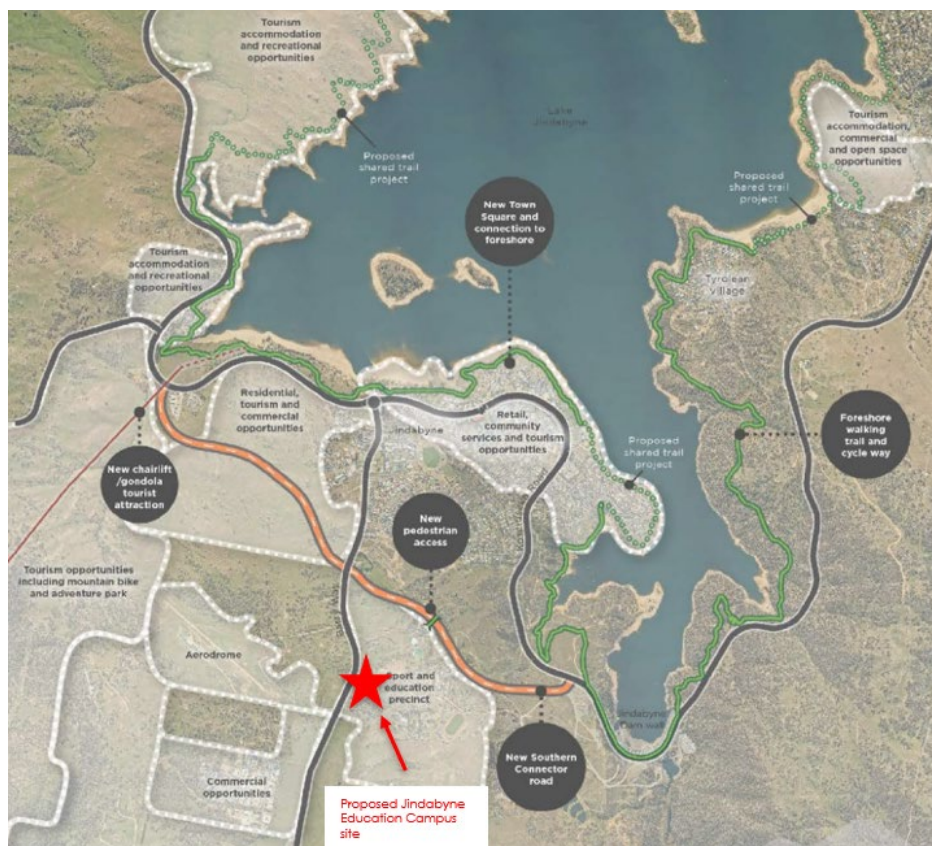 Tourism
accommodation
and recreational
opportunities
Lake
Jindabyne
Tourism
accommodation,
commercial
and open space
opportunities
Proposed
shared trail
project
Proposed
shared trail
project
New Town
Square and
connection to
foreshore
Tourism
accommodation
and recreational
opportunities
Tyrolean
village
Residential,
tourism and
commercial
opportunities
Jindabyne
Retail,
community
services and tourism
opportunities
Foreshore
walking
trail and
cycle way
Proposed
shared trail
project
New chairlift
/gondola
tourist
attraction
New
pedestrian
access
Tourism opportunities
including mountain bike
and adventure park
Aerodrome
port and
education
precinct
Jindabyne
Dam wall
New Southern
Connector
road
Commercial
opportunities
Proposed Jindabyne
Education Campus
site